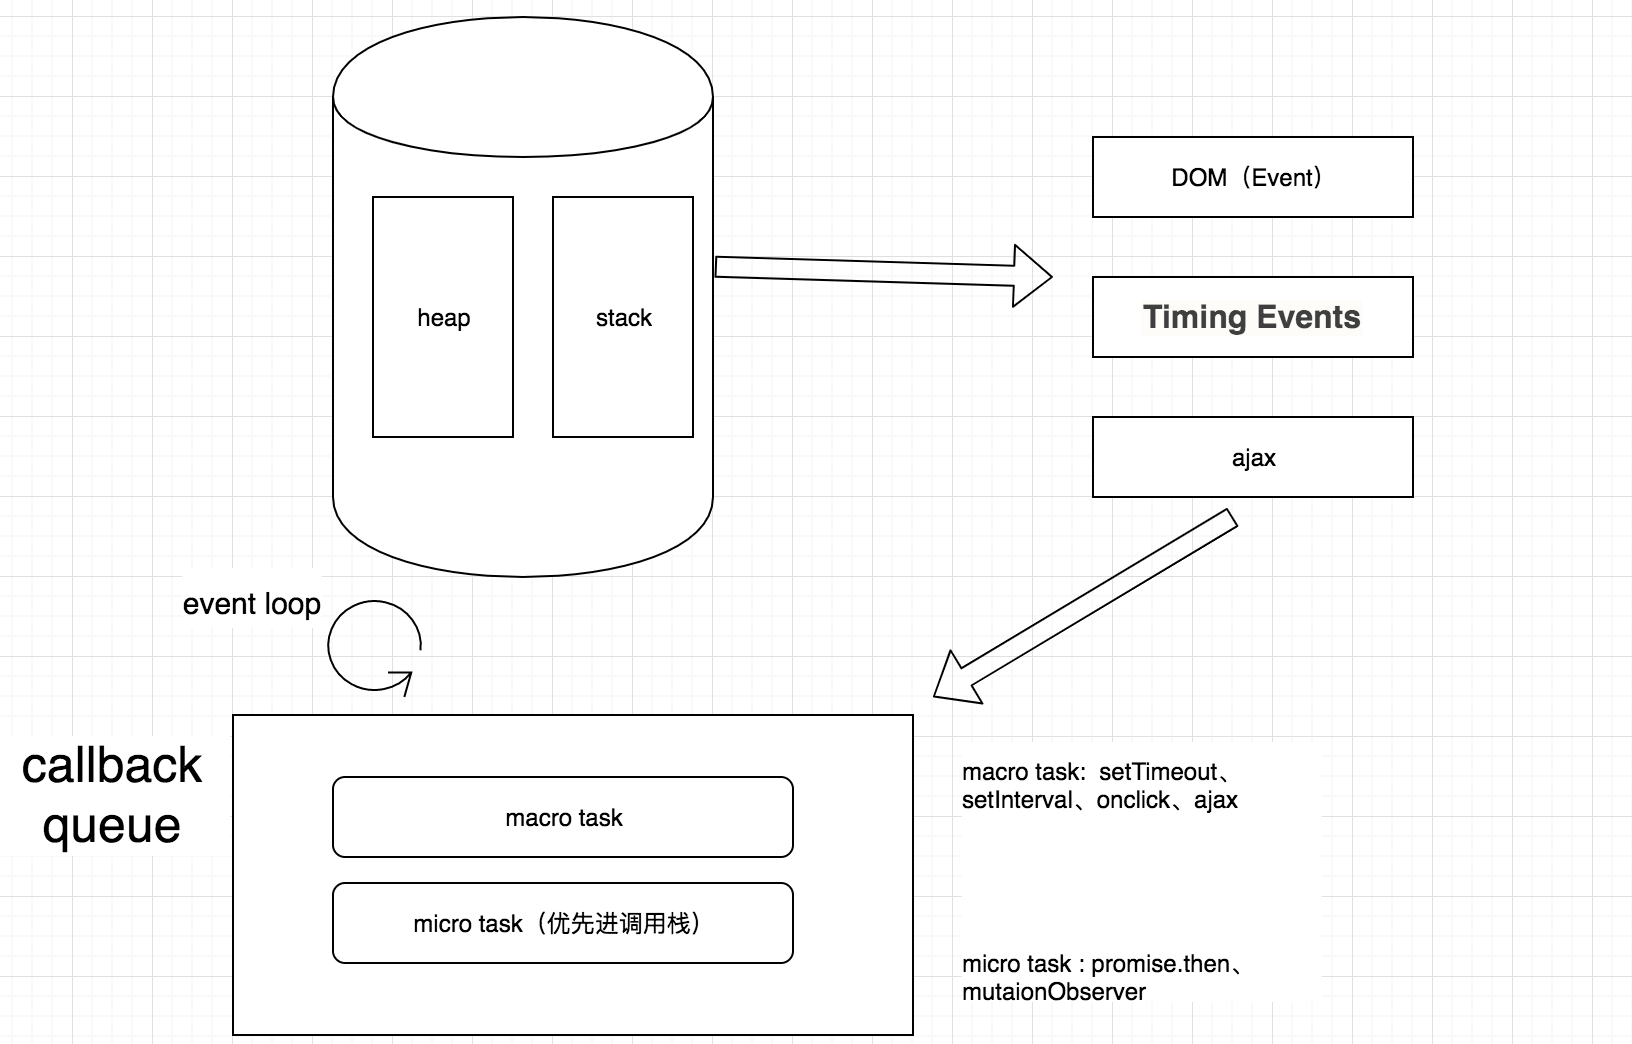 DOM（Event）
heap
stack
Timing Events
ajax
event loop
callback
queue
macro task
micro task（优先进调用栈）
macro task:  setTimeout、
setInterval、onclick、ajax
micro task : promise.then、
mutaionObserver